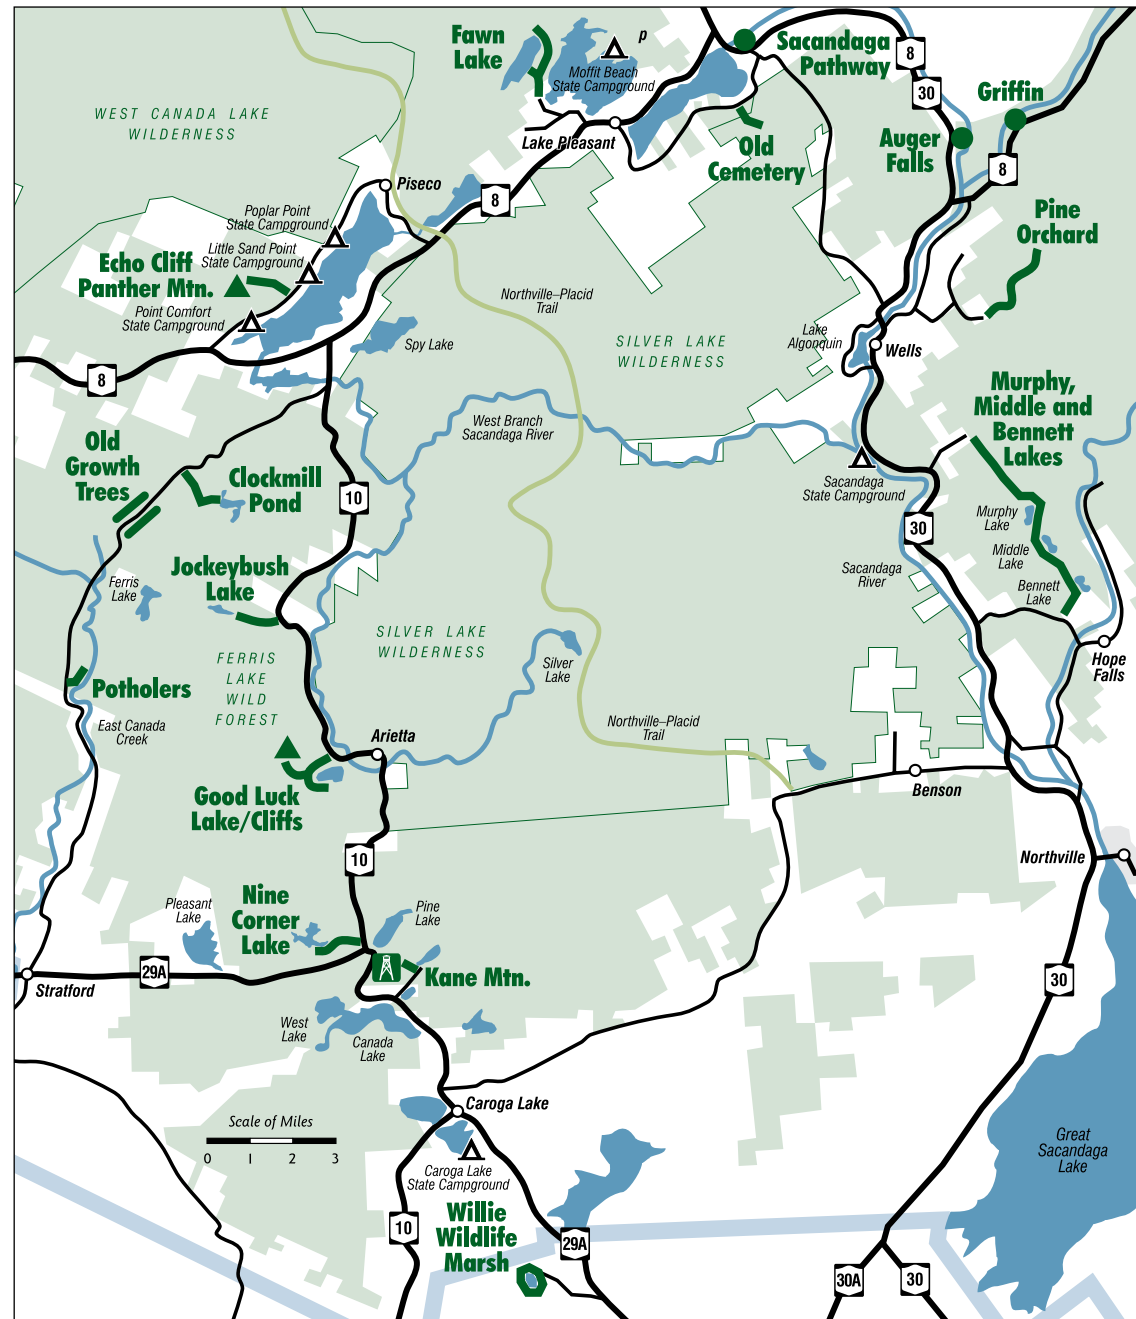 Fawn
Lake
P
Moffit Beach
State Campground
Sacandaga
Pathway
8
30
Griffin
WEST CANADA LAKE
WILDERNESS
Lake Pleasant
Old
Cemetery
Auger
Falls
8
Piseco
8
Pine
Orchard
Poplar Point
State Campground
Little Sand Point
State Campground
Echo Cliff
Panther Mtn.
Point Comfort
State Campground
Northville–Placid
Trail
SILVER LAKE
WILDERNESS
Lake
Algonquin
Wells
Spy Lake
8
Murphy,
Middle and
Bennett
Lakes
West Branch
Sacandaga River
Old
Growth
Trees
Clockmill
Pond
10
Sacandaga
State Campground
Murphy
Lake
30
Middle
Lake
Sacandaga
River
Bennett
Lake
Jockeybush
Lake
Ferris
Lake
SILVER LAKE
WILDERNESS
FERRIS
LAKE
WILD
FOREST
Silver
Lake
Hope
Falls
Potholers
East Canada
Creek
Northville–Placid
Trail
Arietta
Benson
Good Luck
Lake/Cliffs
10
Northville
Nine
Corner
Lake
Pleasant
Lake
Pine
Lake
Kane Mtn.
29A
Stratford
30
West
Lake
Canada
Lake
Caroga Lake
Scale of Miles
0 1 2 3
Great
Sacandaga
Lake
Caroga Lake
State Campground
Willie
Wildlife
Marsh
10
29A
30A
30